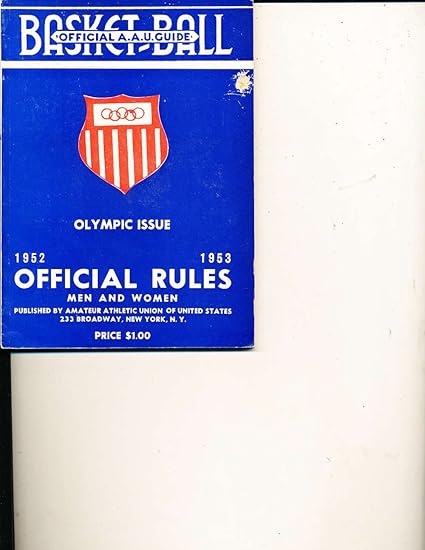 BASKET-BALL
OFFICIAL A.A.U. GUIDE
OLYMPIC ISSUE
1952 1953
OFFICIAL RULES
MEN AND WOMEN
PUBLISHED BY AMATEUR ATHLETIC UNION OF UNITED STATES
233 BROADWAY, NEW YORK, N. Y.
PRICE $1.00